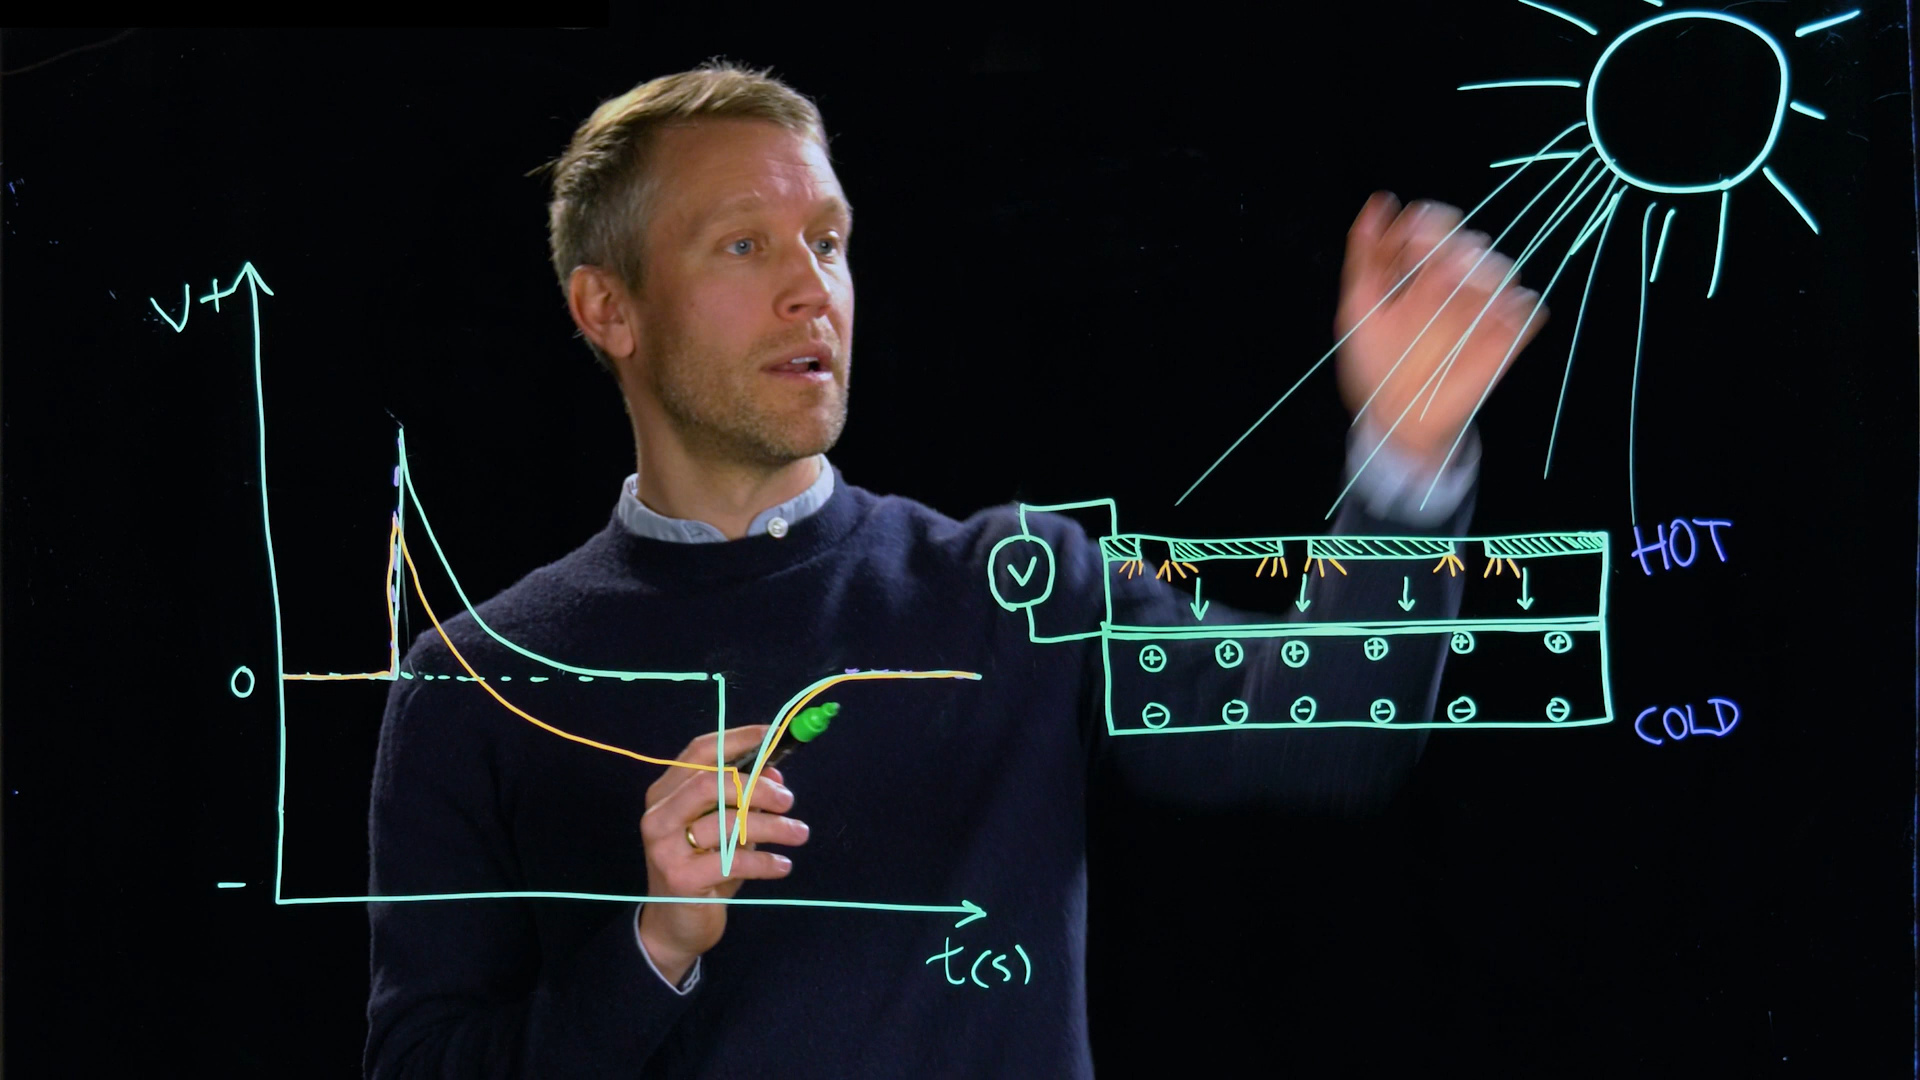 V+
0
-
t(s)
V
HOT
+ + + + + +
- - - - - -
COLD